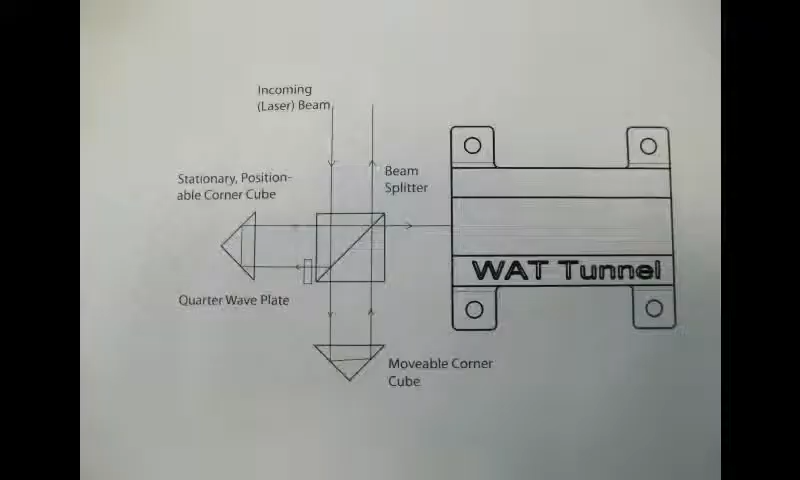 Incoming
(Laser) Beam
Stationary, Position-
able Corner Cube
Beam
Splitter
WAT Tunnel
Quarter Wave Plate
Moveable Corner
Cube